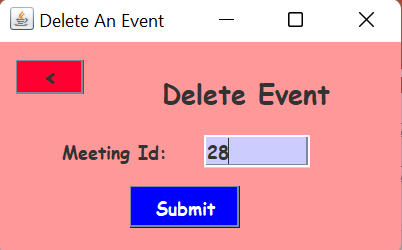 Delete An Event
<
Delete Event
Meeting Id: 28
Submit